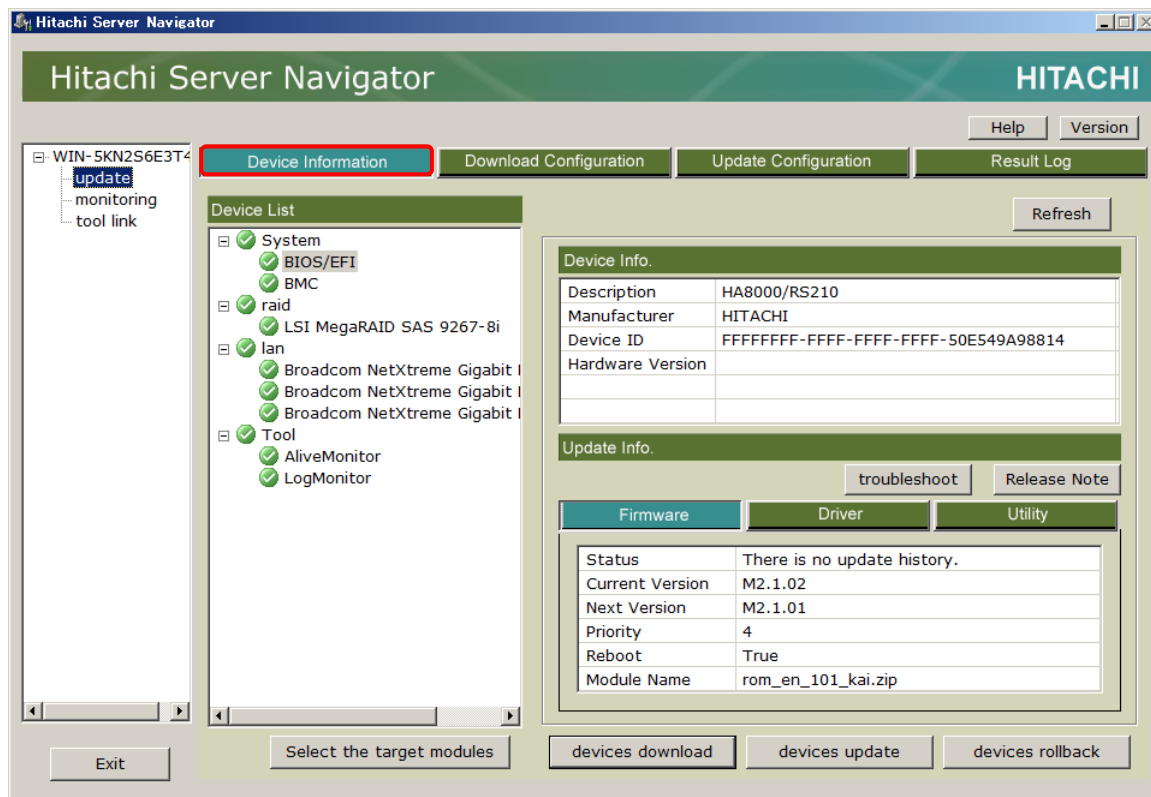 Hitachi Server Navigator
Hitachi Server Navigator
HITACHI
Help
Version
WIN-5KN2S6E3T4
update
monitoring
tool link
Device Information
Download Configuration
Update Configuration
Result Log
Device List
System
BIOS/EFI
BMC
raid
LSI MegaRAID SAS 9267-8i
lan
Broadcom NetXtreme Gigabit
Broadcom NetXtreme Gigabit
Broadcom NetXtreme Gigabit
Tool
AliveMonitor
LogMonitor
Refresh
Device Info.
Description HA8000/RS210
Manufacturer HITACHI
Device ID FFFFFFFF-FFFF-FFFF-FFFF-50E549A98814
Hardware Version
Update Info.
troubleshoot
Release Note
Firmware
Driver
Utility
Status There is no update history.
Current Version M2.1.02
Next Version M2.1.01
Priority 4
Reboot True
Module Name rom_en_101_kai.zip
Exit
Select the target modules
devices download
devices update
devices rollback